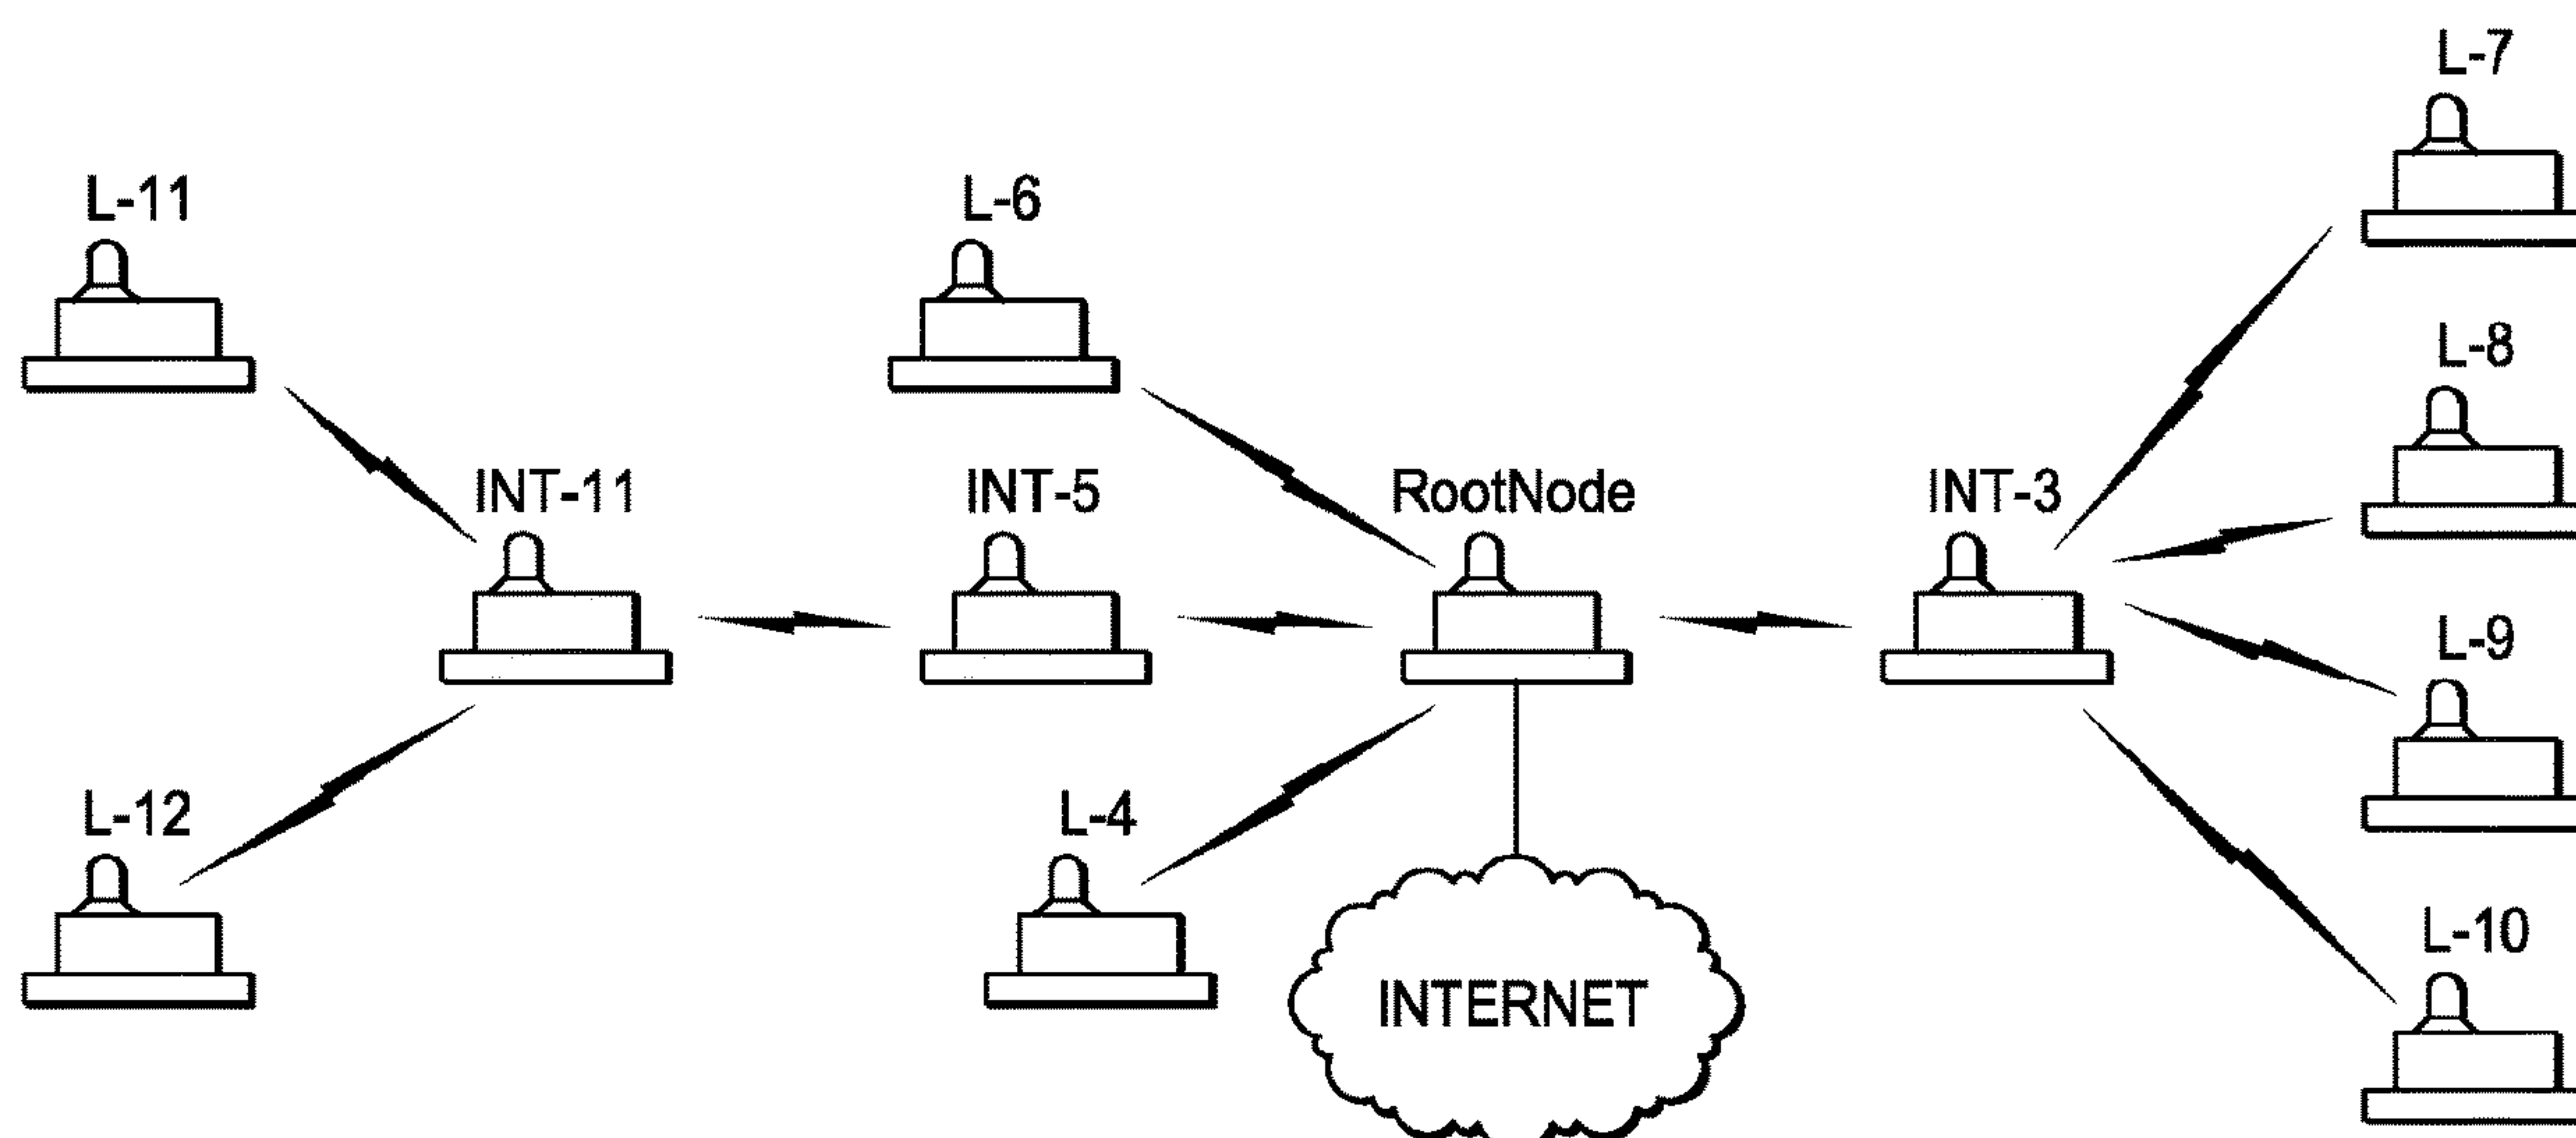 L-7
L-11
L-6
L-8
INT-11
INT-5
RootNode
INT-3
L-9
L-12
L-4
L-10
INTERNET